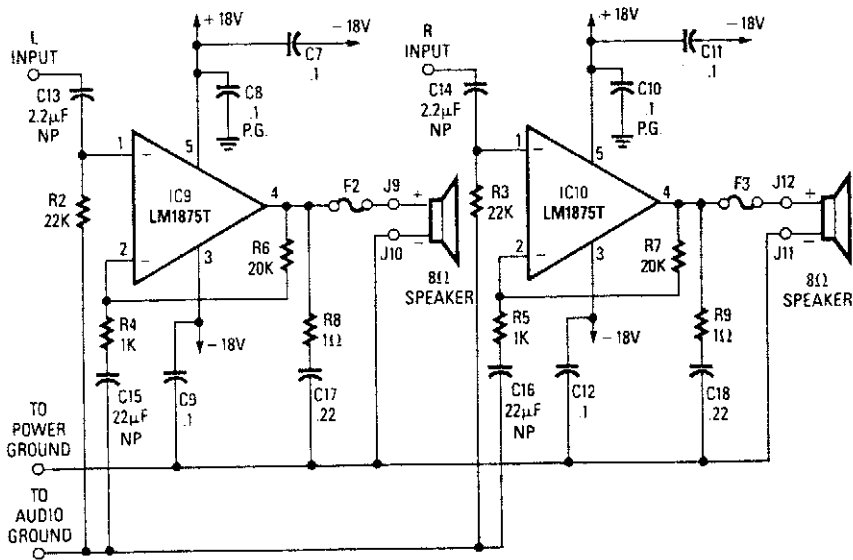 L
INPUT
C13
2.2µF
NP
R2
22K
1
−
2
−
IC9
LM1875T
5
3
4
+18V
−18V
C7
.1
C8
.1
P.G.
R6
20K
F2
J9
+
J10
−
8Ω
SPEAKER
R4
1K
C15
22µF
NP
−18V
C9
.1
R8
1Ω
C17
.22
R
INPUT
C14
2.2µF
NP
R3
22K
1
−
2
−
IC10
LM1875T
5
3
4
+18V
−18V
C11
.1
C10
.1
P.G.
R7
20K
F3
J12
+
J11
−
8Ω
SPEAKER
R5
1K
C16
22µF
NP
−18V
C12
.1
R9
1Ω
C18
.22
TO
POWER
GROUND
TO
AUDIO
GROUND